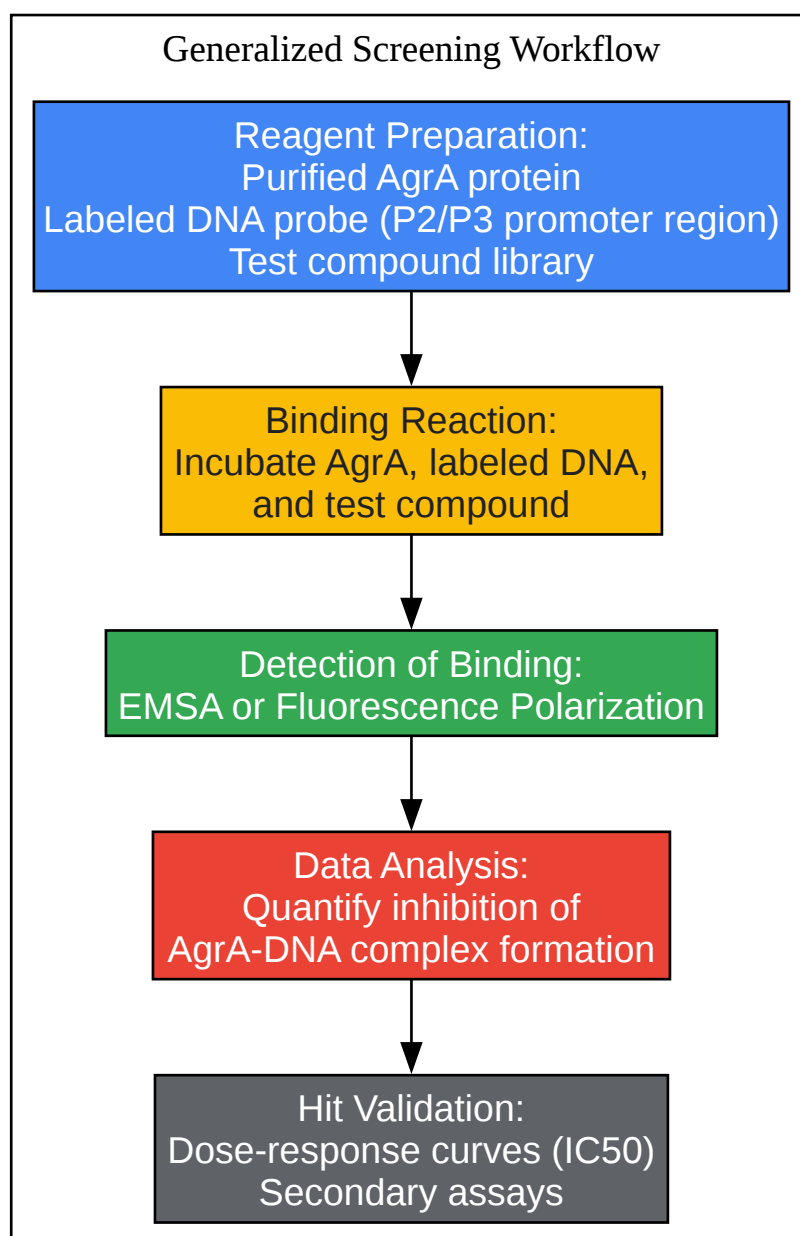 Generalized Screening Workflow
Reagent Preparation:
Purified AgrA protein
Labeled DNA probe (P2/P3 promoter region)
Test compound library
Binding Reaction:
Incubate AgrA, labeled DNA,
and test compound
Detection of Binding:
EMSA or Fluorescence Polarization
Data Analysis:
Quantify inhibition of
AgrA-DNA complex formation
Hit Validation:
Dose-response curves (IC50)
Secondary assays